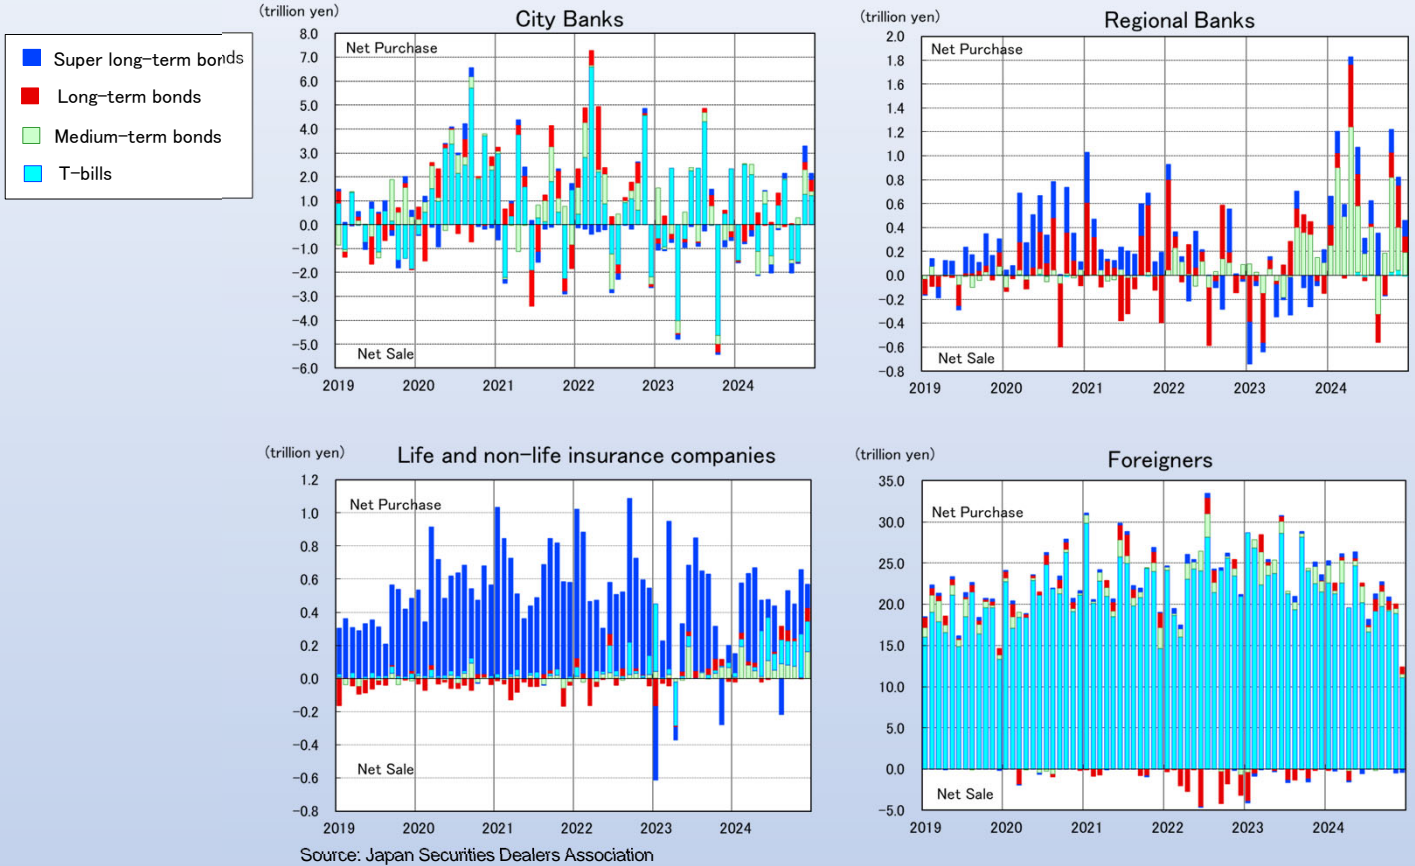 Super long-term bonds
Long-term bonds
Medium-term bonds
T-bills
(trillion yen)
City Banks
8.0
7.0
6.0
5.0
4.0
3.0
2.0
1.0
0.0
-1.0
-2.0
-3.0
-4.0
-5.0
-6.0
Net Purchase
Net Sale
2019 2020 2021 2022 2023 2024
(trillion yen)
Regional Banks
2.0
1.8
1.6
1.4
1.2
1.0
0.8
0.6
0.4
0.2
0.0
-0.2
-0.4
-0.6
-0.8
Net Purchase
Net Sale
2019 2020 2021 2022 2023 2024
(trillion yen)
Life and non-life insurance companies
1.2
1.0
0.8
0.6
0.4
0.2
0.0
-0.2
-0.4
-0.6
-0.8
Net Purchase
Net Sale
2019 2020 2021 2022 2023 2024
(trillion yen)
Foreigners
35.0
30.0
25.0
20.0
15.0
10.0
5.0
0.0
-5.0
Net Purchase
Net Sale
2019 2020 2021 2022 2023 2024
Source: Japan Securities Dealers Association